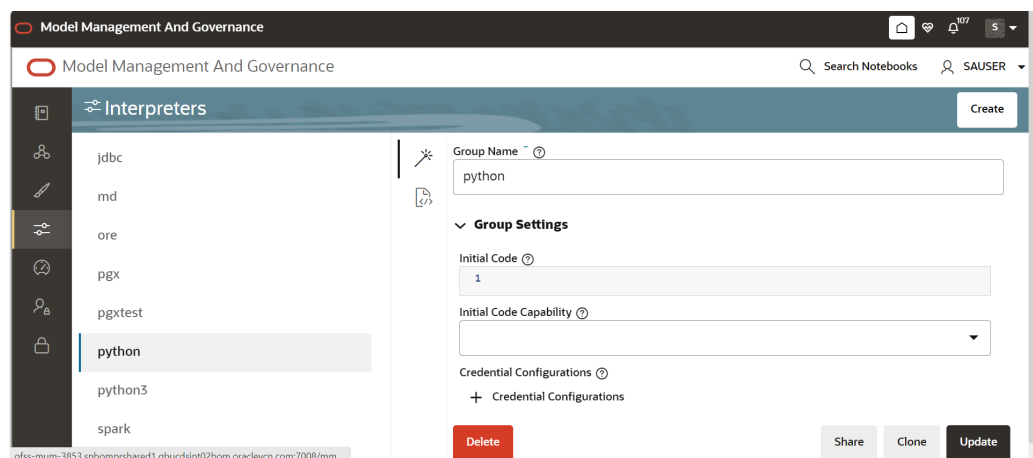 Model Management And Governance
107
S
Model Management And Governance
Search Notebooks
SAUSER
Interpreters
Create
jdbc
md
ore
pgx
pgxtest
python
python3
spark
Group Name
python
Group Settings
Initial Code
1
Initial Code Capability
Credential Configurations
+ Credential Configurations
Delete
Share
Clone
Update